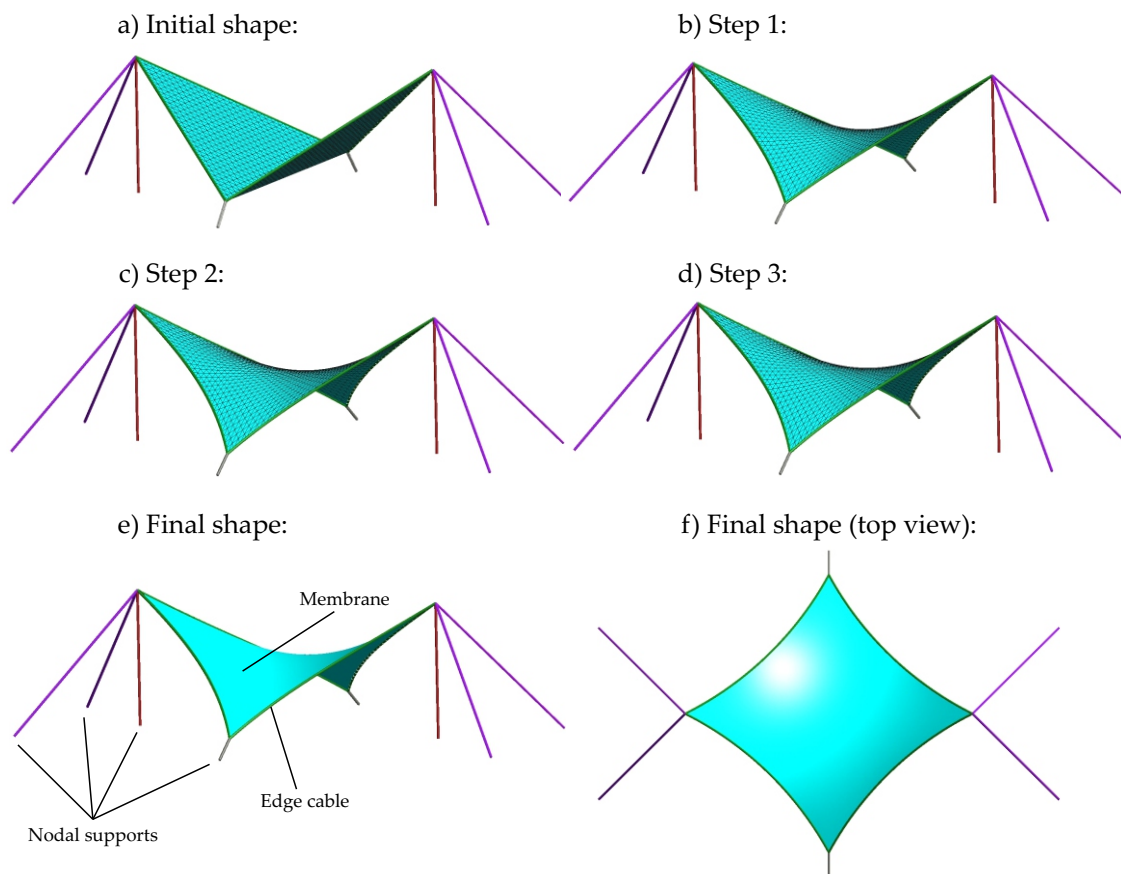 a) Initial shape:
b) Step 1:
c) Step 2:
d) Step 3:
e) Final shape:
f) Final shape (top view):
Membrane
Edge cable
Nodal supports